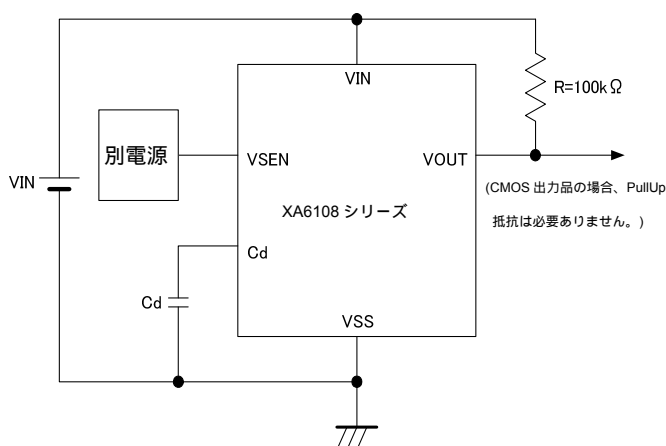 VIN
R=100kΩ
別電源
VSEN
VOUT
VIN
(CMOS 出力品の場合、PullUp
抵抗は必要ありません。)
XA6108 シリーズ
Cd
Cd
VSS